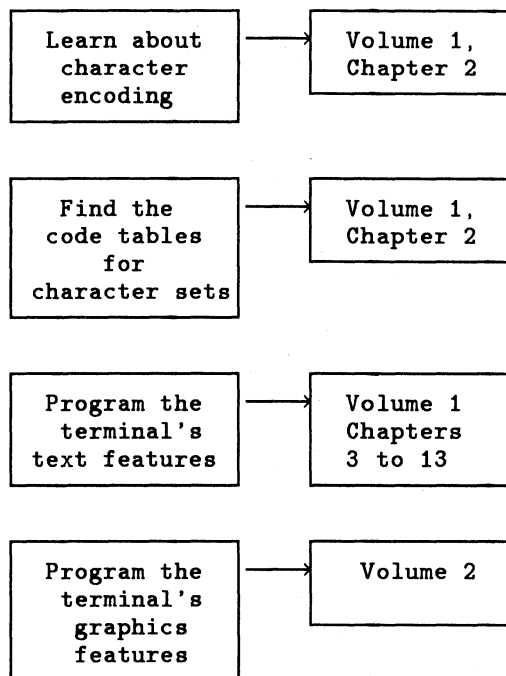 Learn about
character
encoding
Volume 1,
Chapter 2
Find the
code tables
for
character sets
Volume 1,
Chapter 2
Program the
terminal's
text features
Volume 1
Chapters
3 to 13
Program the
terminal's
graphics
features
Volume 2